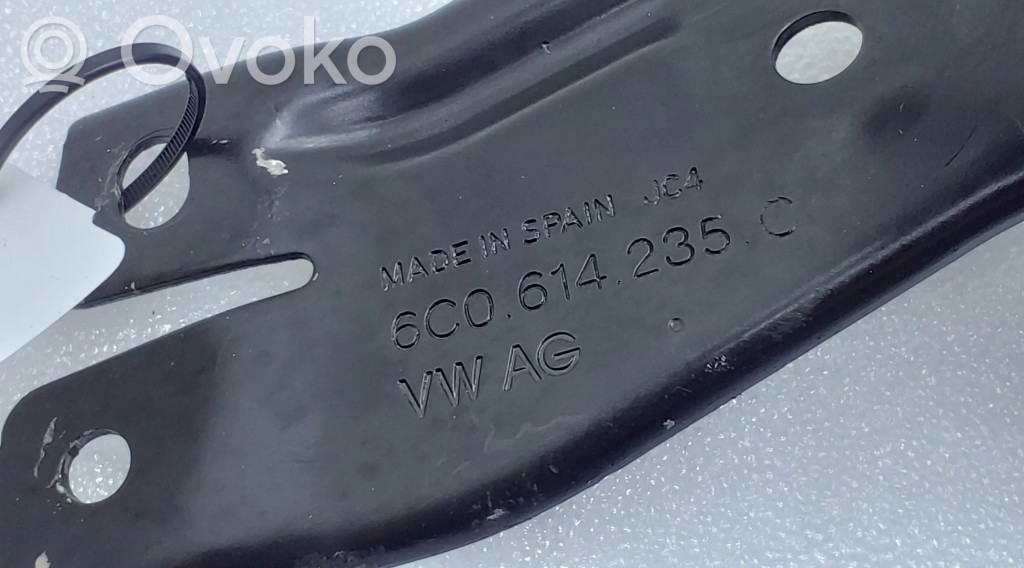 Ovoko
MADE IN SPAIN JC4
6C0.614.235.C
VW AG